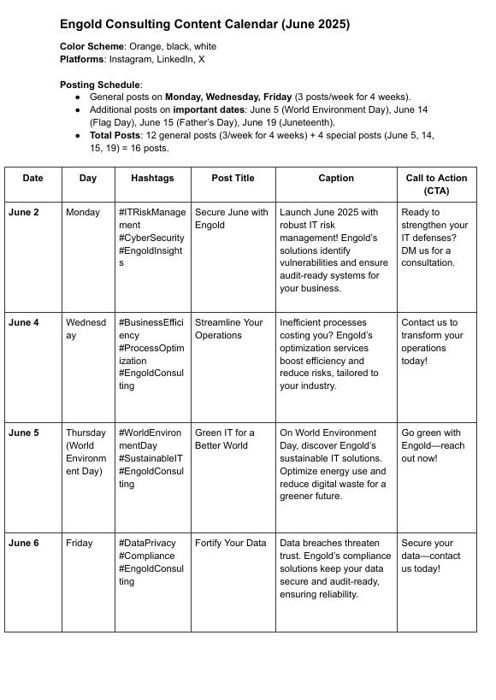 Engold Consulting Content Calendar (June 2025)
Color Scheme: Orange, black, white
Platforms: Instagram, LinkedIn, X
Posting Schedule:
● General posts on Monday, Wednesday, Friday (3 posts/week for 4 weeks).
● Additional posts on important dates: June 5 (World Environment Day), June 14
(Flag Day), June 15 (Father's Day), June 19 (Juneteenth).
● Total Posts: 12 general posts (3/week for 4 weeks) + 4 special posts (June 5, 14,
15, 19) = 16 posts.
Date
Day
Hashtags
Post Title
Caption
Call to Action
(CTA)
June 2
Monday
#ITRiskManage
ment
#CyberSecurity
#EngoldInsight
s
Secure June with
Engold
Launch June 2025 with
robust IT risk
management! Engold's
solutions identify
vulnerabilities and ensure
audit-ready systems for
your business.
Ready to
strengthen your
IT defenses?
DM us for a
consultation.
June 4
Wednesd
ay
#BusinessEffici
ency
#ProcessOptim
ization
#EngoldConsul
ting
Streamline Your
Operations
Inefficient processes
costing you? Engold's
optimization services
boost efficiency and
reduce risks, tailored to
your industry.
Contact us to
transform your
operations
today!
June 5
Thursday
(World
Environm
ent Day)
#WorldEnviron
mentDay
#SustainableIT
#EngoldConsul
ting
Green IT for a
Better World
On World Environment
Day, discover Engold's
sustainable IT solutions.
Optimize energy use and
reduce digital waste for a
greener future.
Go green with
Engold—reach
out now!
June 6
Friday
#DataPrivacy
#Compliance
#EngoldConsul
ting
Fortify Your Data
Data breaches threaten
trust. Engold's compliance
solutions keep your data
secure and audit-ready,
ensuring reliability.
Secure your
data—contact
us today!